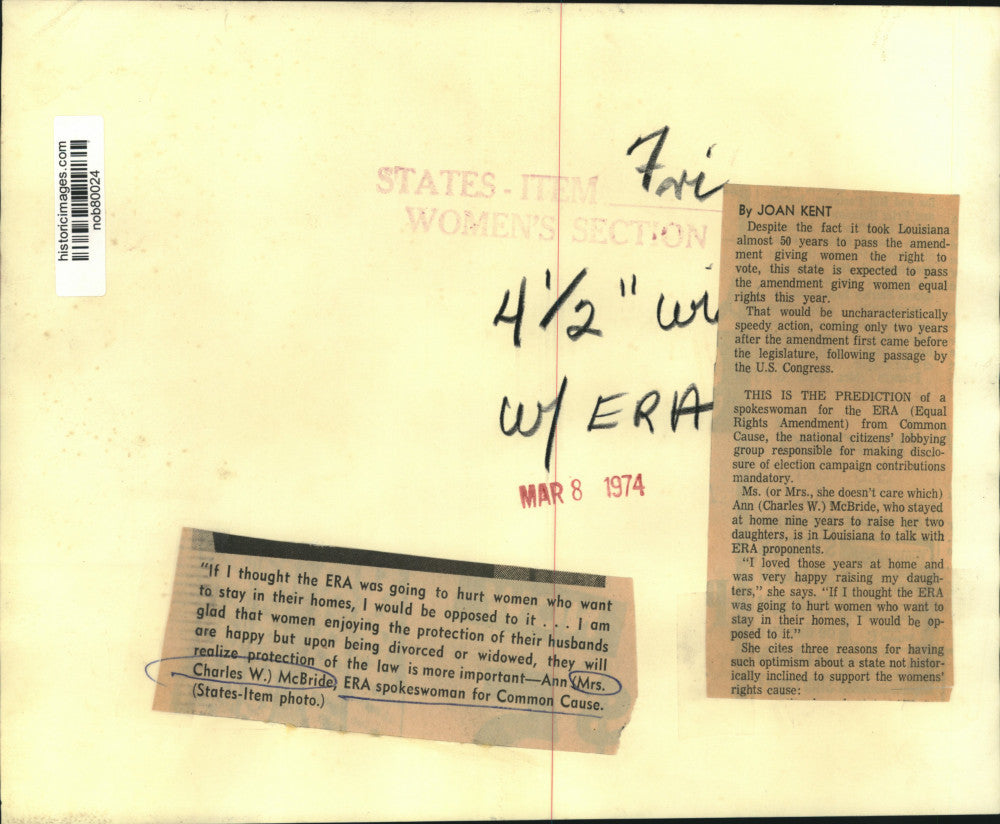 historicimages.com
nob80024
STATES - ITEM
WOMEN'S SECTION
Fri
4 1/2" wi
W/ ERA
MAR 8 1974
By JOAN KENT
Despite the fact it took Louisiana
almost 50 years to pass the amend-
ment giving women the right to
vote, this state is expected to pass
the amendment giving women equal
rights this year.
That would be uncharacteristically
speedy action, coming only two years
after the amendment first came before
the legislature, following passage by
the U.S. Congress.
THIS IS THE PREDICTION of a
spokeswoman for the ERA (Equal
Rights Amendment) from Common
Cause, the national citizens' lobbying
group responsible for making disclo-
sure of election campaign contributions
mandatory.
Ms. (or Mrs., she doesn't care which)
Ann (Charles W.) McBride, who stayed
at home nine years to raise her two
daughters, is in Louisiana to talk with
ERA proponents.
"I loved those years at home and
was very happy raising my daugh-
ters," she says. "If I thought the ERA
was going to hurt women who want to
stay in their homes, I would be op-
posed to it."
She cites three reasons for having
such optimism about a state not histor-
ically inclined to support the womens'
rights cause:
"If I thought the ERA was going to hurt women who want
to stay in their homes, I would be opposed to it . . . I am
glad that women enjoying the protection of their husbands
are happy but upon being divorced or widowed, they will
realize protection of the law is more important—Ann (Mrs.
Charles W.) McBride, ERA spokeswoman for Common Cause.
(States-Item photo.)